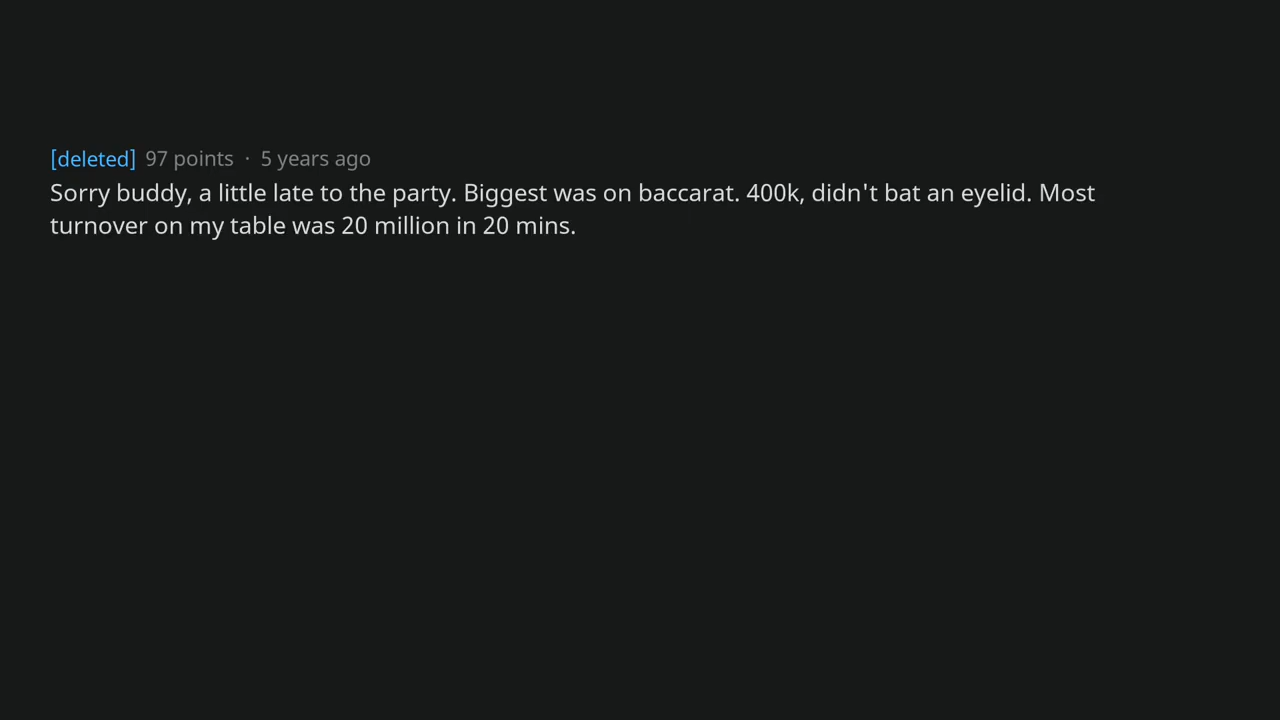 [deleted] 97 points · 5 years ago
Sorry buddy, a little late to the party. Biggest was on baccarat. 400k, didn't bat an eyelid. Most
turnover on my table was 20 million in 20 mins.